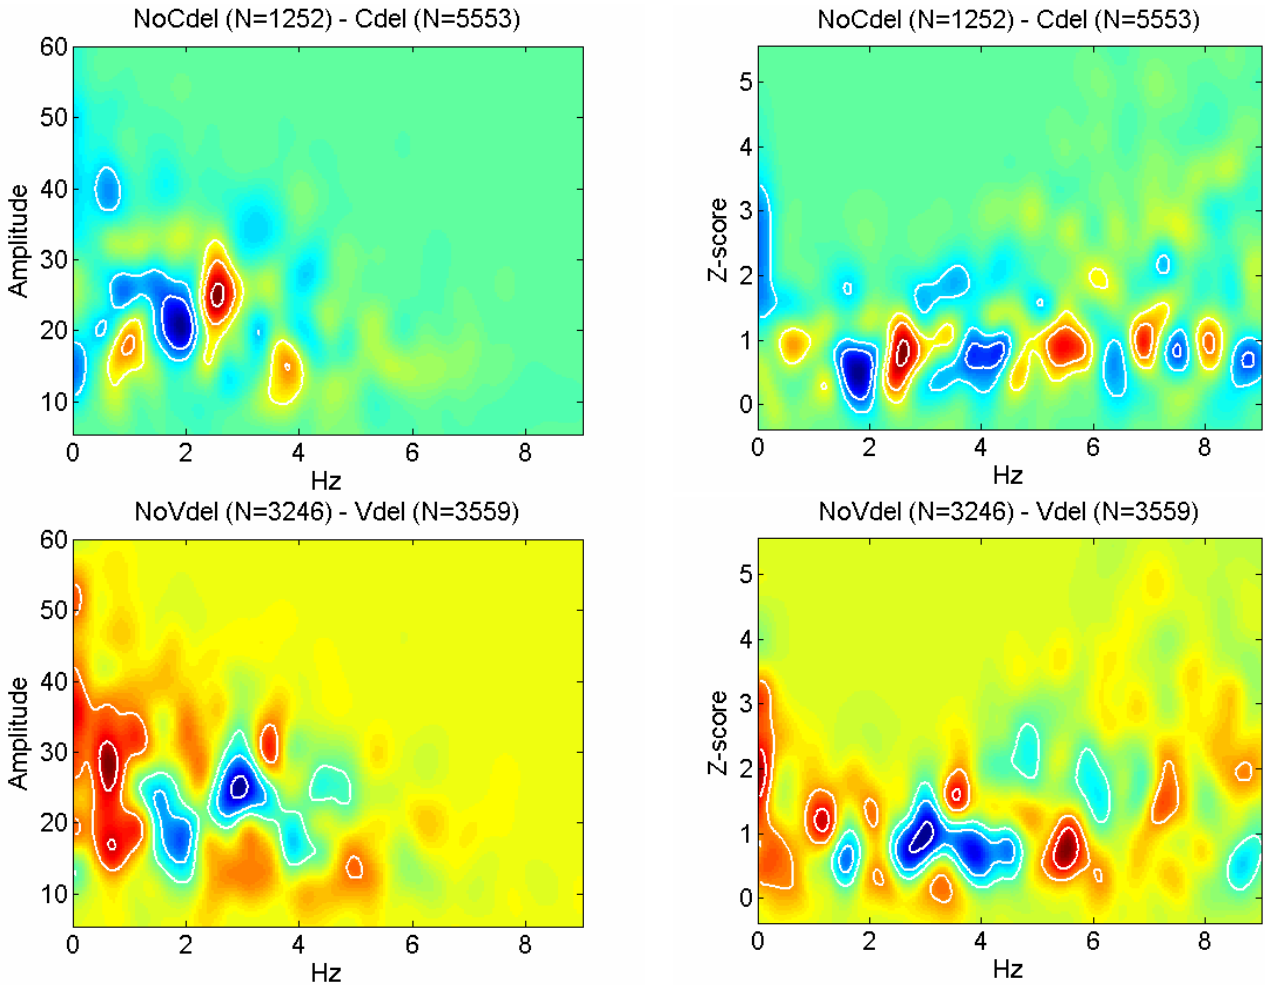 NoCdel (N=1252) - Cdel (N=5553)
60
50
40
30
20
10
Amplitude
0 2 4 6 8
Hz
NoCdel (N=1252) - Cdel (N=5553)
5
4
3
2
1
0
Z-score
0 2 4 6 8
Hz
NoVdel (N=3246) - Vdel (N=3559)
60
50
40
30
20
10
Amplitude
0 2 4 6 8
Hz
NoVdel (N=3246) - Vdel (N=3559)
5
4
3
2
1
0
Z-score
0 2 4 6 8
Hz